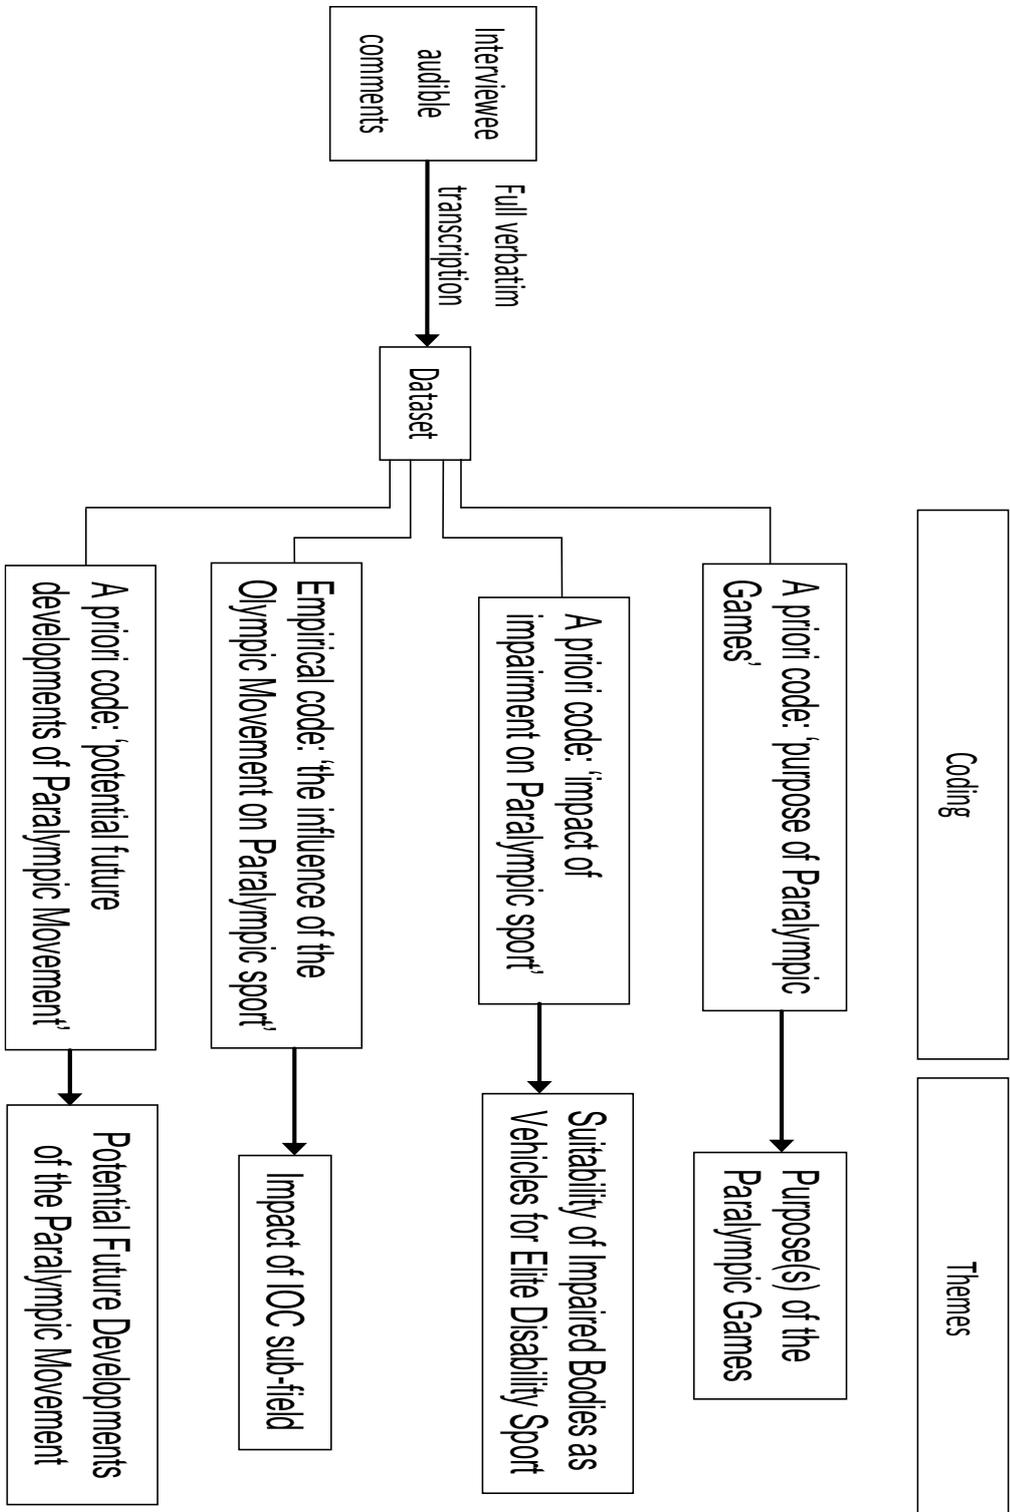 Coding
Themes
Interviewee
audible
comments
Full verbatim
transcription
Dataset
A priori code: ‘purpose of Paralympic
Games’
Purpose(s) of the
Paralympic Games
A priori code: ‘impact of
impairment on Paralympic sport’
Suitability of Impaired Bodies as
Vehicles for Elite Disability Sport
Empirical code: ‘the influence of the
Olympic Movement on Paralympic sport’
Impact of IOC sub-field
A priori code: ‘potential future
developments of Paralympic Movement’
Potential Future Developments
of the Paralympic Movement